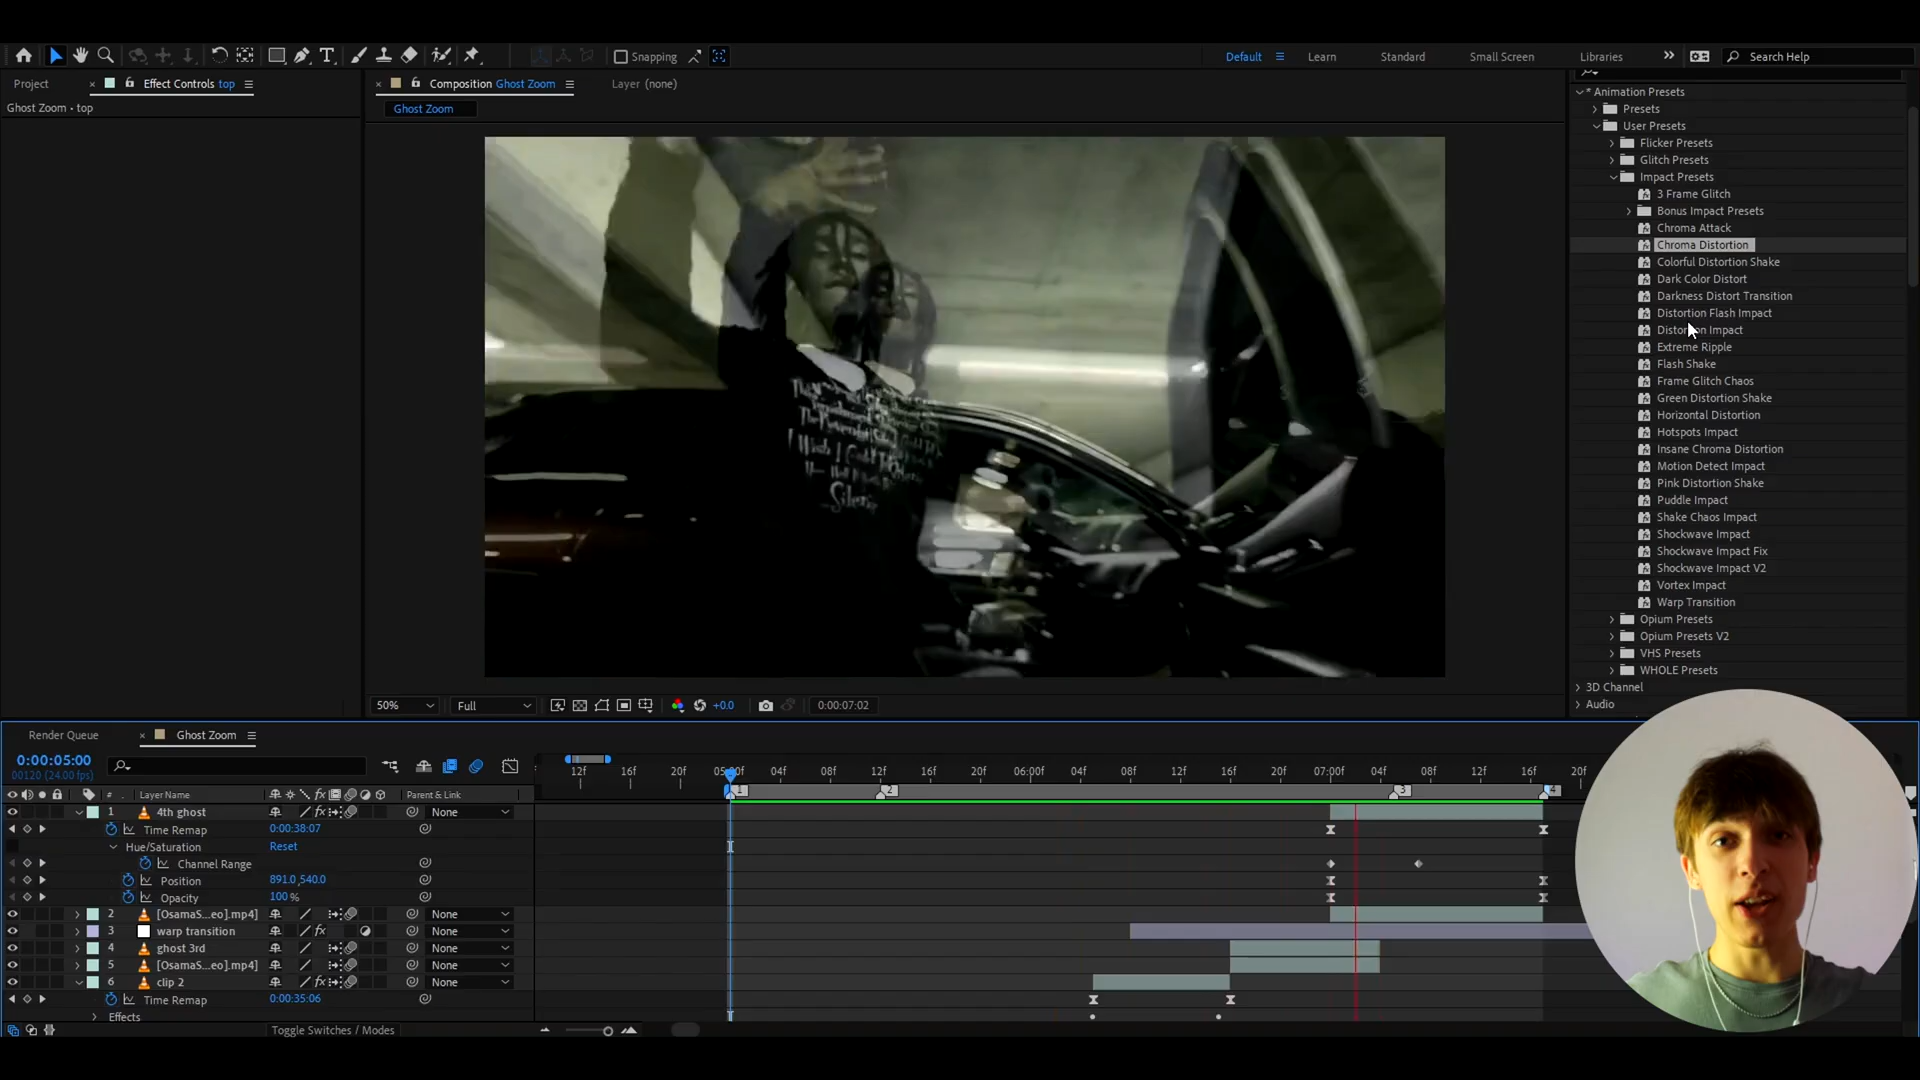 Snapping
Default
Learn
Standard
Small Screen
Libraries
Search Help
Project
Effect Controls top
Composition Ghost Zoom
Layer (none)
Ghost Zoom • top
Ghost Zoom
* Animation Presets
Presets
User Presets
Flicker Presets
Glitch Presets
Impact Presets
3 Frame Glitch
Bonus Impact Presets
Chroma Attack
Chroma Distortion
Colorful Distortion Shake
Dark Color Distort
Darkness Distort Transition
Distortion Flash Impact
Distortion Impact
Extreme Ripple
Flash Shake
Frame Glitch Chaos
Green Distortion Shake
Horizontal Distortion
Hotspots Impact
Insane Chroma Distortion
Motion Detect Impact
Pink Distortion Shake
Puddle Impact
Shake Chaos Impact
Shockwave Impact
Shockwave Impact Fix
Shockwave Impact V2
Vortex Impact
Warp Transition
Opium Presets
Opium Presets V2
VHS Presets
WHOLE Presets
3D Channel
Audio
50%
Full
+0.0
0:00:07:02
Render Queue
Ghost Zoom
0:00:05:00
00120 (24.00 fps)
12f 16f 20f 05:00f 04f 08f 12f 16f 20f 06:00f 04f 08f 12f 16f 20f 07:00f 04f 08f 12f 16f 20f
1 2 3 4
# Layer Name Parent & Link
1 4th ghost None
Time Remap 0:00:38:07
Hue/Saturation Reset
Channel Range
Position 891.0,540.0
Opacity 100 %
2 [OsamaS...eo].mp4] None
3 warp transition None
4 ghost 3rd None
5 [OsamaS...eo].mp4] None
6 clip 2 None
Time Remap 0:00:35:06
Effects
Toggle Switches / Modes